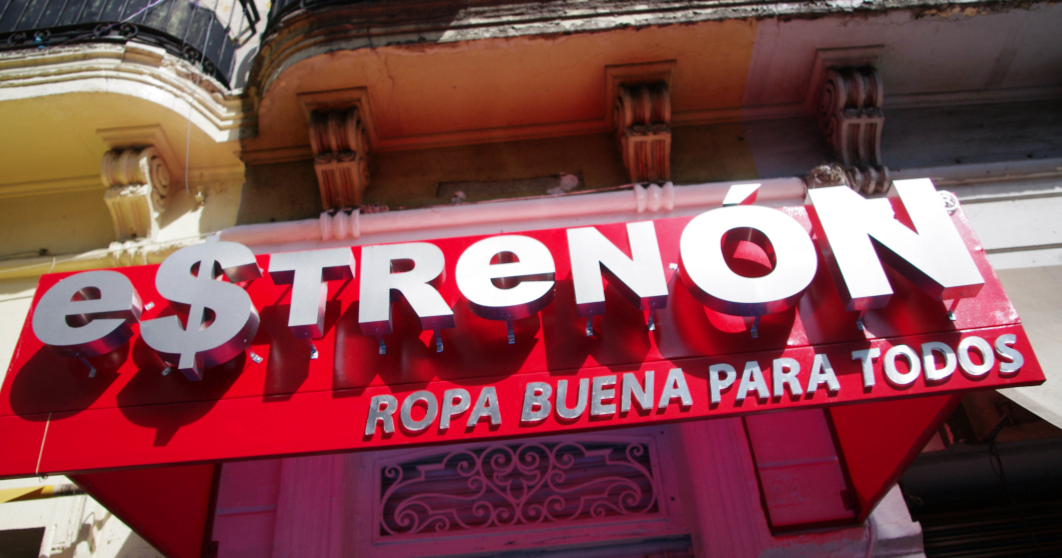 e$TReNÓN®
ROPA BUENA PARA TODOS